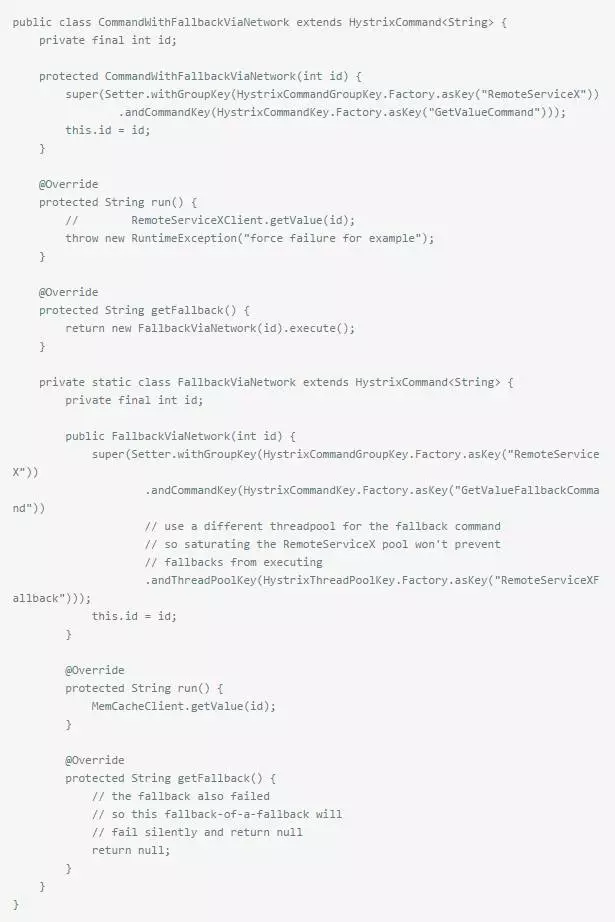 public class CommandWithFallbackViaNetwork extends HystrixCommand<String> {
    private final int id;

    protected CommandWithFallbackViaNetwork(int id) {
        super(Setter.withGroupKey(HystrixCommandGroupKey.Factory.asKey("RemoteServiceX"))
                .andCommandKey(HystrixCommandKey.Factory.asKey("GetValueCommand")));
        this.id = id;
    }

    @Override
    protected String run() {
        //        RemoteServiceXClient.getValue(id);
        throw new RuntimeException("force failure for example");
    }

    @Override
    protected String getFallback() {
        return new FallbackViaNetwork(id).execute();
    }

    private static class FallbackViaNetwork extends HystrixCommand<String> {
        private final int id;

        public FallbackViaNetwork(int id) {
            super(Setter.withGroupKey(HystrixCommandGroupKey.Factory.asKey("RemoteService
X"))
                    .andCommandKey(HystrixCommandKey.Factory.asKey("GetValueFallbackComma
nd"))
                    // use a different threadpool for the fallback command
                    // so saturating the RemoteServiceX pool won't prevent
                    // fallbacks from executing
                    .andThreadPoolKey(HystrixThreadPoolKey.Factory.asKey("RemoteServiceXF
allback")));
            this.id = id;
        }

        @Override
        protected String run() {
            MemCacheClient.getValue(id);
        }

        @Override
        protected String getFallback() {
            // the fallback also failed
            // so this fallback-of-a-fallback will
            // fail silently and return null
            return null;
        }
    }
}